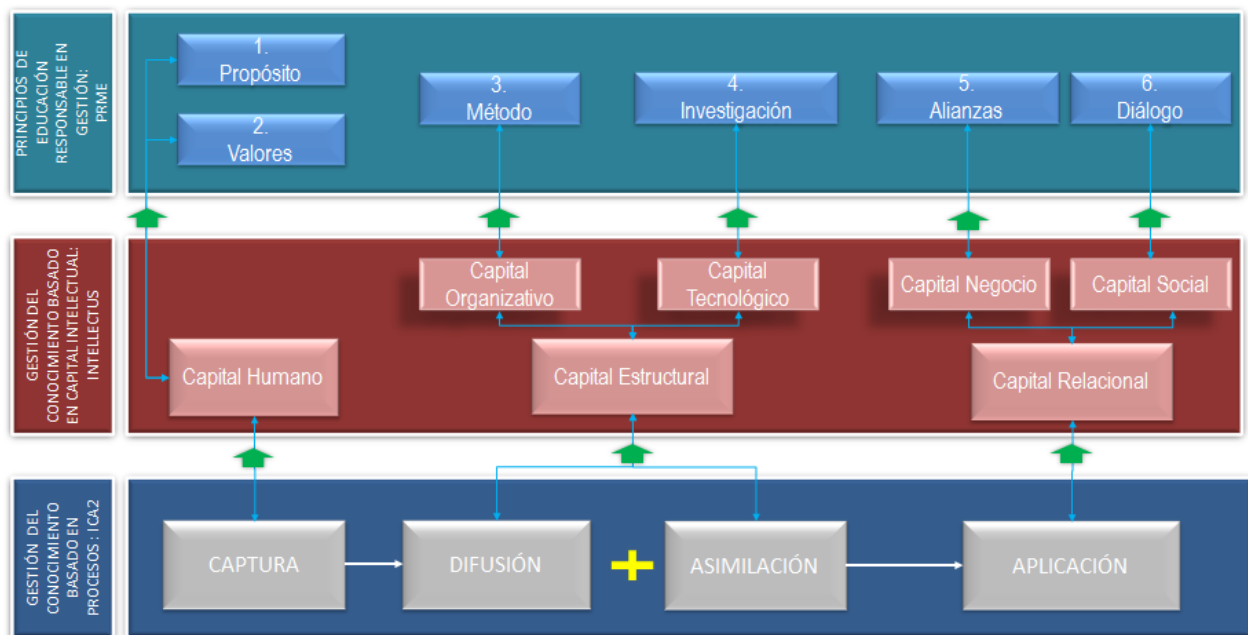 PRINCIPIOS DE
EDUCACIÓN
RESPONSABLE EN
GESTIÓN:
PRME
1.
Propósito
2.
Valores
3.
Método
4.
Investigación
5.
Alianzas
6.
Diálogo
GESTIÓN DEL
CONOCIMIENTO BASADO
EN CAPITAL INTELECTUAL:
INTELLECTUS
Capital
Organizativo
Capital
Tecnológico
Capital Negocio
Capital Social
Capital Humano
Capital Estructural
Capital Relacional
GESTIÓN DEL
CONOCIMIENTO
BASADO EN
PROCESOS : ICA2
CAPTURA
DIFUSIÓN
+
ASIMILACIÓN
APLICACIÓN